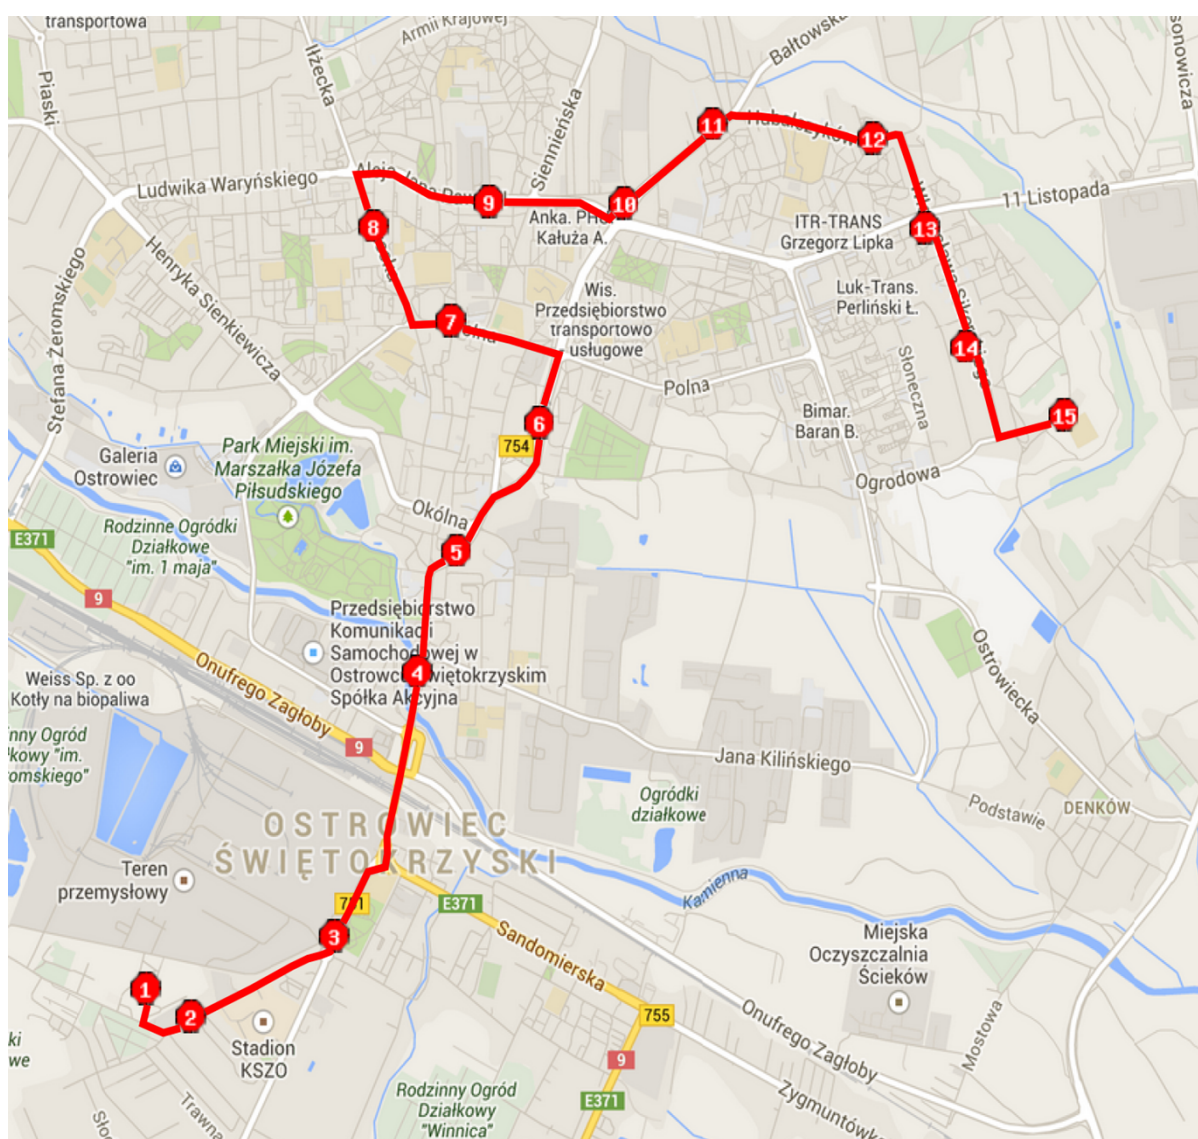 transportowa
Armii Krajowej
Bałtowska
Piaski
Iłżecka
Siennieńska
11
12
Ludwika Waryńskiego
9
10
11 Listopada
Anka. PHU
Kałuża A.
ITR-TRANS
Grzegorz Lipka
8
13
Henryka Sienkiewicza
Stefana Żeromskiego
Wis.
Przedsiębiorstwo
transportowo
usługowe
Luk-Trans.
Perliński Ł.
7
14
Słoneczna
Polna
6
15
Bimar.
Baran B.
754
Park Miejski im.
Marszałka Józefa
Piłsudskiego
Galeria
Ostrowiec
Ogrodowa
Okólna
Rodzinne Ogródki
Działkowe
"im. 1 maja"
E371
5
9
Przedsiębiorstwo
Komunikacji
Samochodowej w
Ostrowcu Świętokrzyskim
Spółka Akcyjna
4
Ostrowiecka
Weiss Sp. z oo
Kotły na biopaliwa
Onufrego Zagłoby
9
Jana Kilińskiego
Ogródki
działkowe
Podstawie
DENKÓW
OSTROWIEC
ŚWIĘTOKRZYSKI
Teren
przemysłowy
751
E371
Kamienna
3
Sandomierska
Miejska
Oczyszczalnia
Ścieków
1
2
755
Onufrego Zagłoby
Mostowa
Stadion
KSZO
9
E371
Rodzinny Ogród
Działkowy
"Winnica"
Trawna
Zygmuntówka